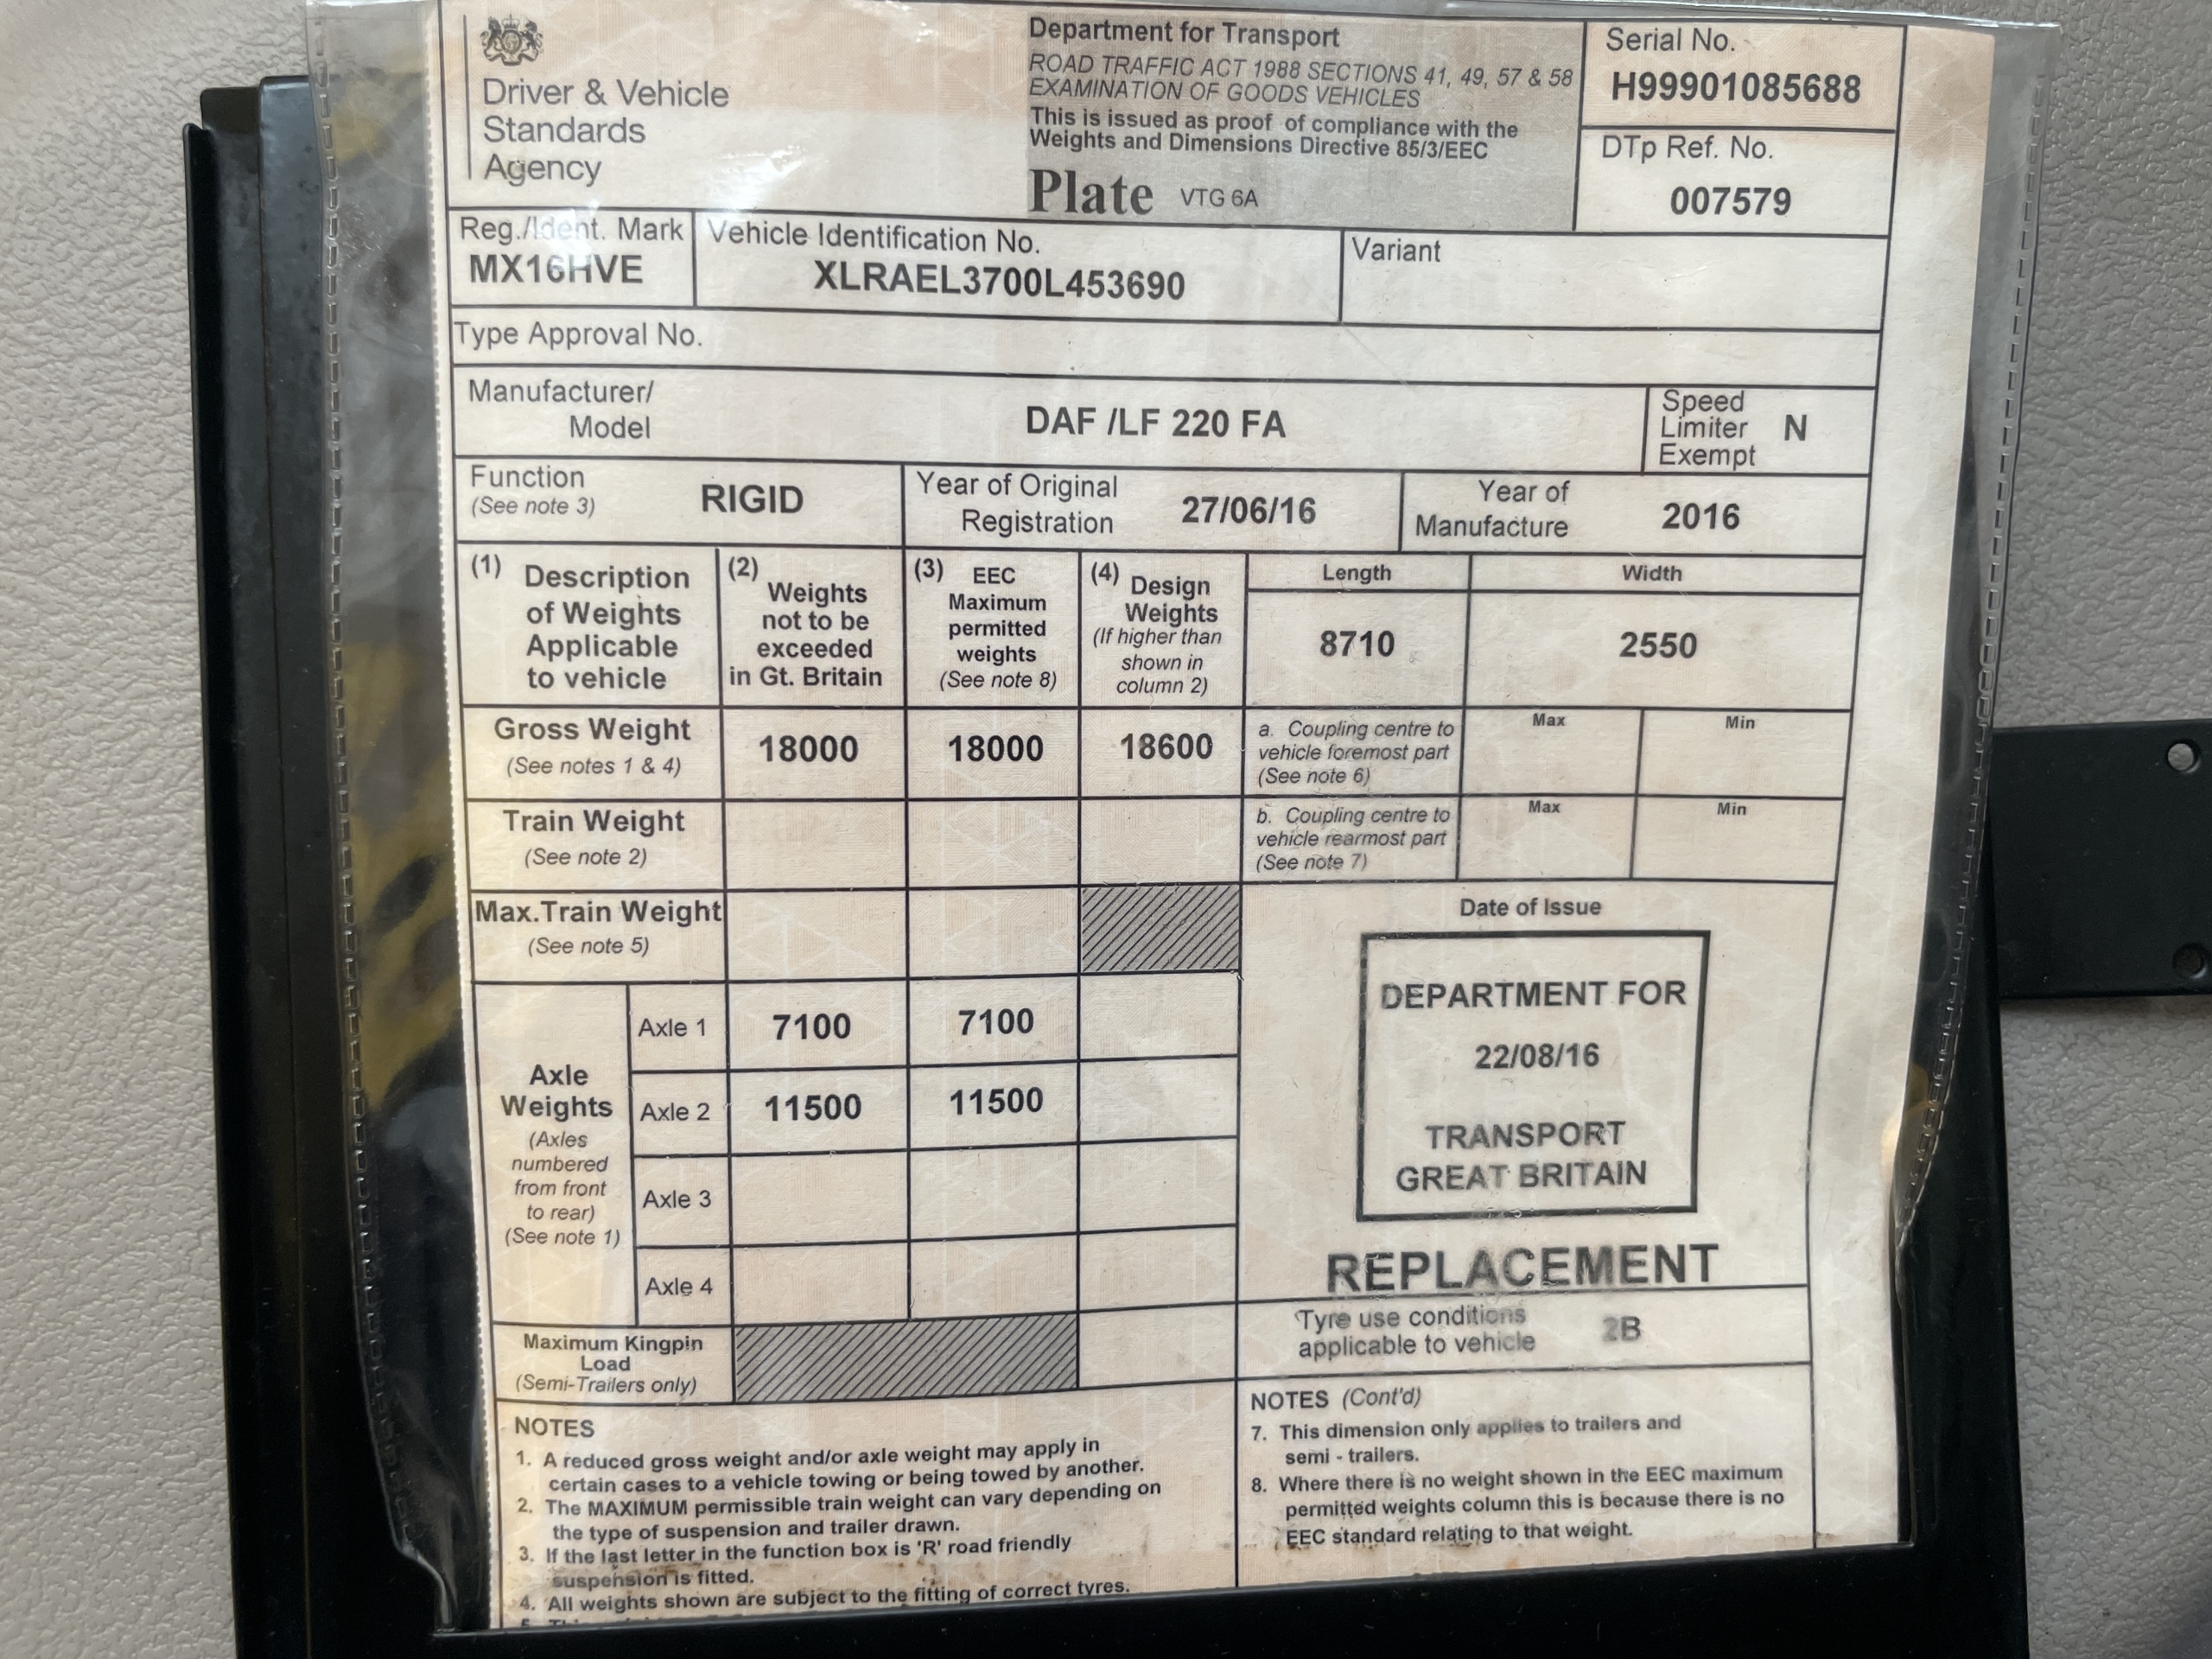 Driver & Vehicle
Standards
Agency
Department for Transport
ROAD TRAFFIC ACT 1988 SECTIONS 41, 49, 57 & 58
EXAMINATION OF GOODS VEHICLES
This is issued as proof of compliance with the
Weights and Dimensions Directive 85/3/EEC
Plate VTG 6A
Serial No.
H99901085688
DTp Ref. No.
007579
Reg./Ident. Mark
MX16HVE
Vehicle Identification No.
XLRAEL3700L453690
Variant
Type Approval No.
Manufacturer/
Model
DAF /LF 220 FA
Speed
Limiter
Exempt
N
Function
(See note 3)
RIGID
Year of Original
Registration
27/06/16
Year of
Manufacture
2016
(1) Description
of Weights
Applicable
to vehicle
(2) Weights
not to be
exceeded
in Gt. Britain
(3) EEC
Maximum
permitted
weights
(See note 8)
(4) Design
Weights
(If higher than
shown in
column 2)
Length
8710
Width
2550
Gross Weight
(See notes 1 & 4)
18000
18000
18600
a. Coupling centre to
vehicle foremost part
(See note 6)
Max
Min
Train Weight
(See note 2)
b. Coupling centre to
vehicle rearmost part
(See note 7)
Max
Min
Max.Train Weight
(See note 5)
Date of Issue
DEPARTMENT FOR
22/08/16
TRANSPORT
GREAT BRITAIN
REPLACEMENT
Axle
Weights
(Axles
numbered
from front
to rear)
(See note 1)
Axle 1
7100
7100
Axle 2
11500
11500
Axle 3
Axle 4
Maximum Kingpin
Load
(Semi-Trailers only)
Tyre use conditions
applicable to vehicle
2B
NOTES
1. A reduced gross weight and/or axle weight may apply in
certain cases to a vehicle towing or being towed by another.
2. The MAXIMUM permissible train weight can vary depending on
the type of suspension and trailer drawn.
3. If the last letter in the function box is 'R' road friendly
suspension is fitted.
4. All weights shown are subject to the fitting of correct tyres.
NOTES (Cont'd)
7. This dimension only applies to trailers and
semi - trailers.
8. Where there is no weight shown in the EEC maximum
permitted weights column this is because there is no
EEC standard relating to that weight.